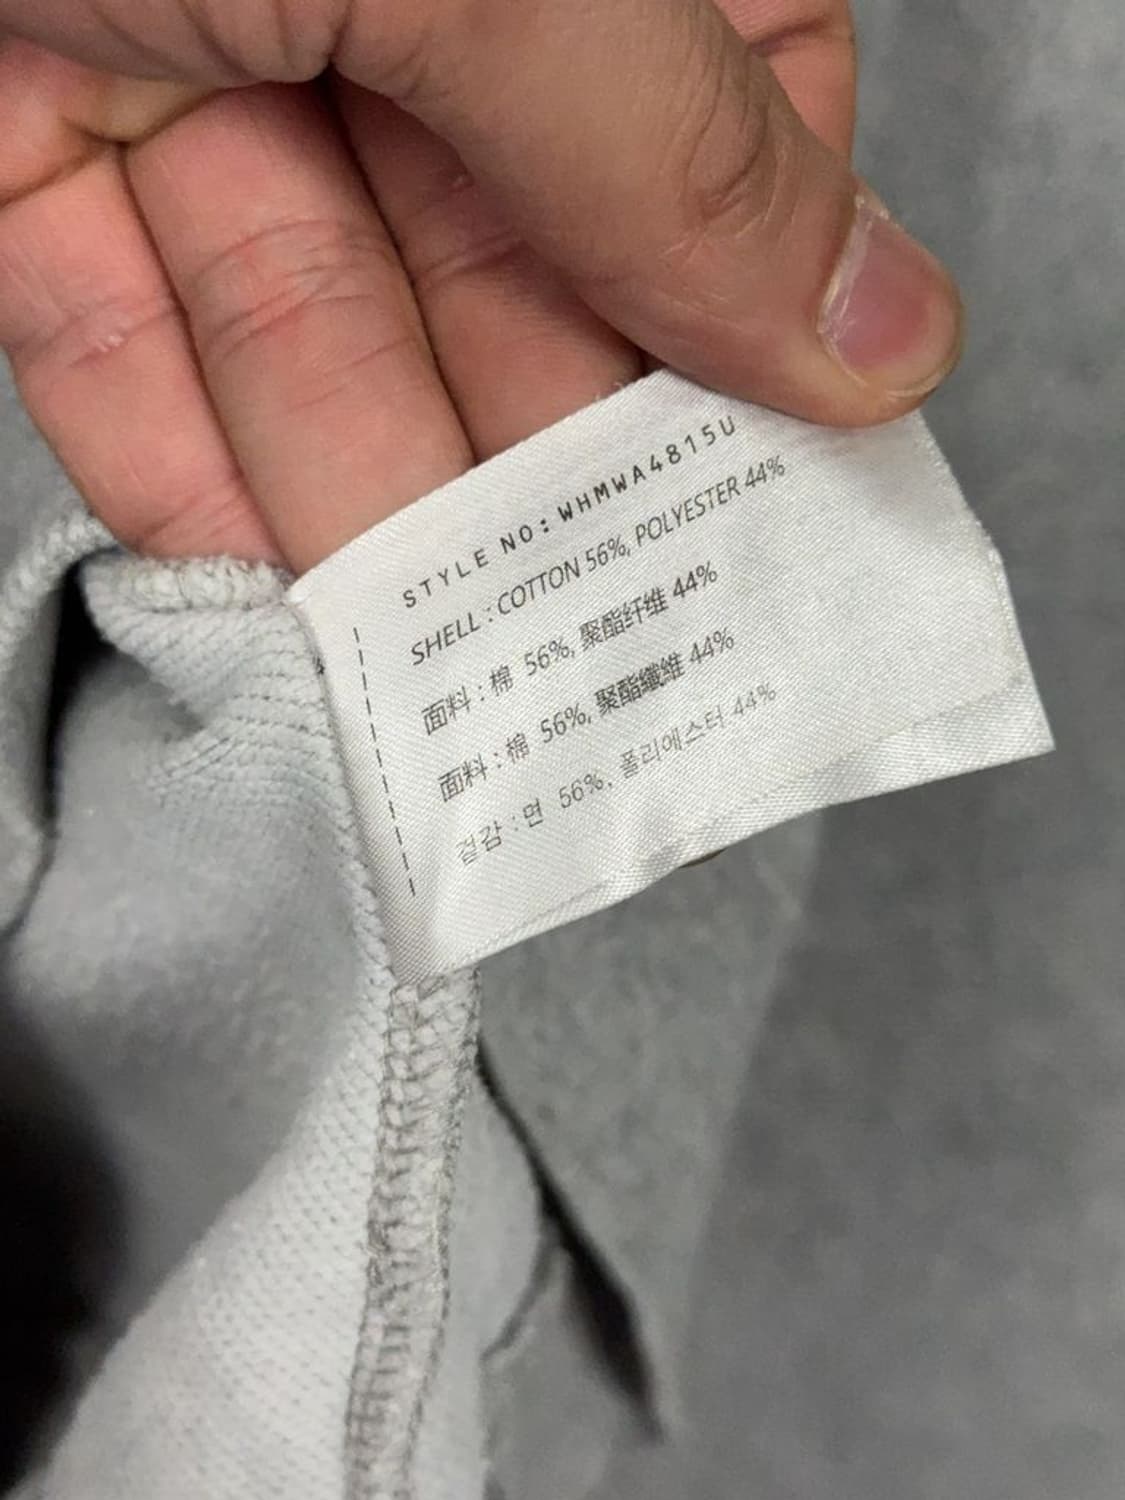 STYLE NO: WHMWA4815U
SHELL : COTTON 56%, POLYESTER 44%
面料 : 棉 56%, 聚酯纤维 44%
面料 : 棉 56%, 聚酯纖維 44%
겉감 : 면 56%, 폴리에스터 44%